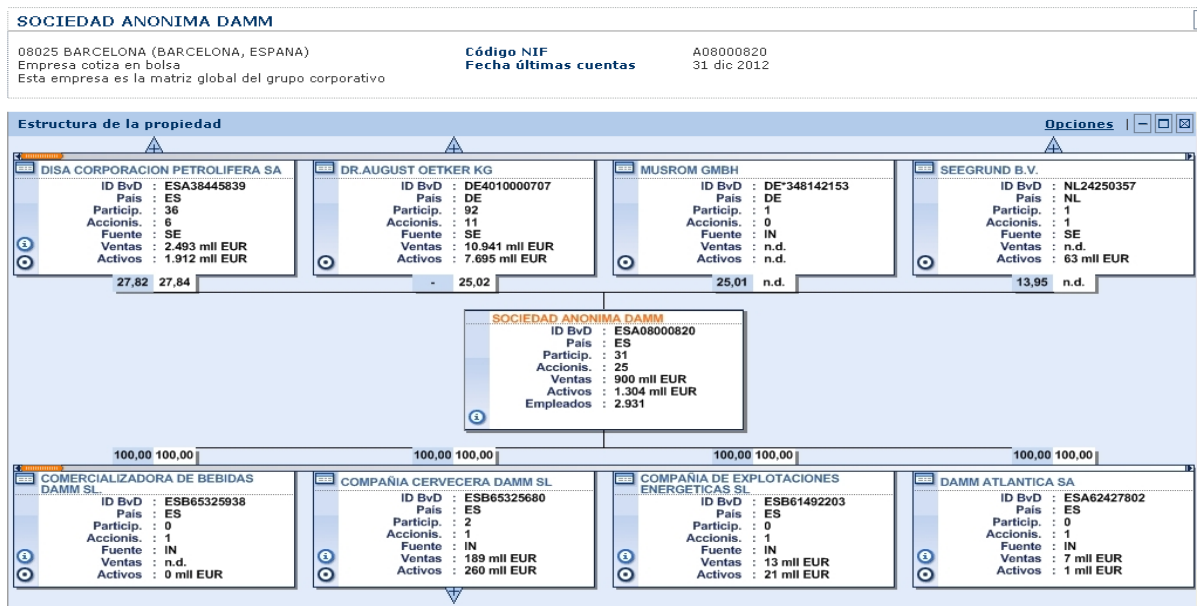 SOCIEDAD ANONIMA DAMM
08025 BARCELONA (BARCELONA, ESPANA)
Empresa cotiza en bolsa
Esta empresa es la matriz global del grupo corporativo
Código NIF A08000820
Fecha últimas cuentas 31 dic 2012
Estructura de la propiedad
Opciones |
DISA CORPORACION PETROLIFERA SA
ID BvD : ESA38445839
País : ES
Particip. : 36
Accionis. : 6
Fuente : SE
Ventas : 2.493 mll EUR
Activos : 1.912 mll EUR
27,82 27,84
DR.AUGUST OETKER KG
ID BvD : DE4010000707
País : DE
Particip. : 92
Accionis. : 11
Fuente : SE
Ventas : 10.941 mll EUR
Activos : 7.695 mll EUR
- 25,02
MUSROM GMBH
ID BvD : DE*348142153
País : DE
Particip. : 1
Accionis. : 0
Fuente : IN
Ventas : n.d.
Activos : n.d.
25,01 n.d.
SEEGRUND B.V.
ID BvD : NL24250357
País : NL
Particip. : 1
Accionis. : 1
Fuente : SE
Ventas : n.d.
Activos : 63 mll EUR
13,95 n.d.
SOCIEDAD ANONIMA DAMM
ID BvD : ESA08000820
País : ES
Particip. : 31
Accionis. : 25
Ventas : 900 mll EUR
Activos : 1.304 mll EUR
Empleados : 2.931
100,00 100,00
COMERCIALIZADORA DE BEBIDAS
DAMM SL.
ID BvD : ESB65325938
País : ES
Particip. : 0
Accionis. : 1
Fuente : IN
Ventas : n.d.
Activos : 0 mll EUR
100,00 100,00
COMPAÑIA CERVECERA DAMM SL
ID BvD : ESB65325680
País : ES
Particip. : 2
Accionis. : 1
Fuente : IN
Ventas : 189 mll EUR
Activos : 260 mll EUR
100,00 100,00
COMPAÑIA DE EXPLOTACIONES
ENERGETICAS SL
ID BvD : ESB61492203
País : ES
Particip. : 0
Accionis. : 1
Fuente : IN
Ventas : 13 mll EUR
Activos : 21 mll EUR
100,00 100,00
DAMM ATLANTICA SA
ID BvD : ESA62427802
País : ES
Particip. : 0
Accionis. : 1
Fuente : IN
Ventas : 7 mll EUR
Activos : 1 mll EUR